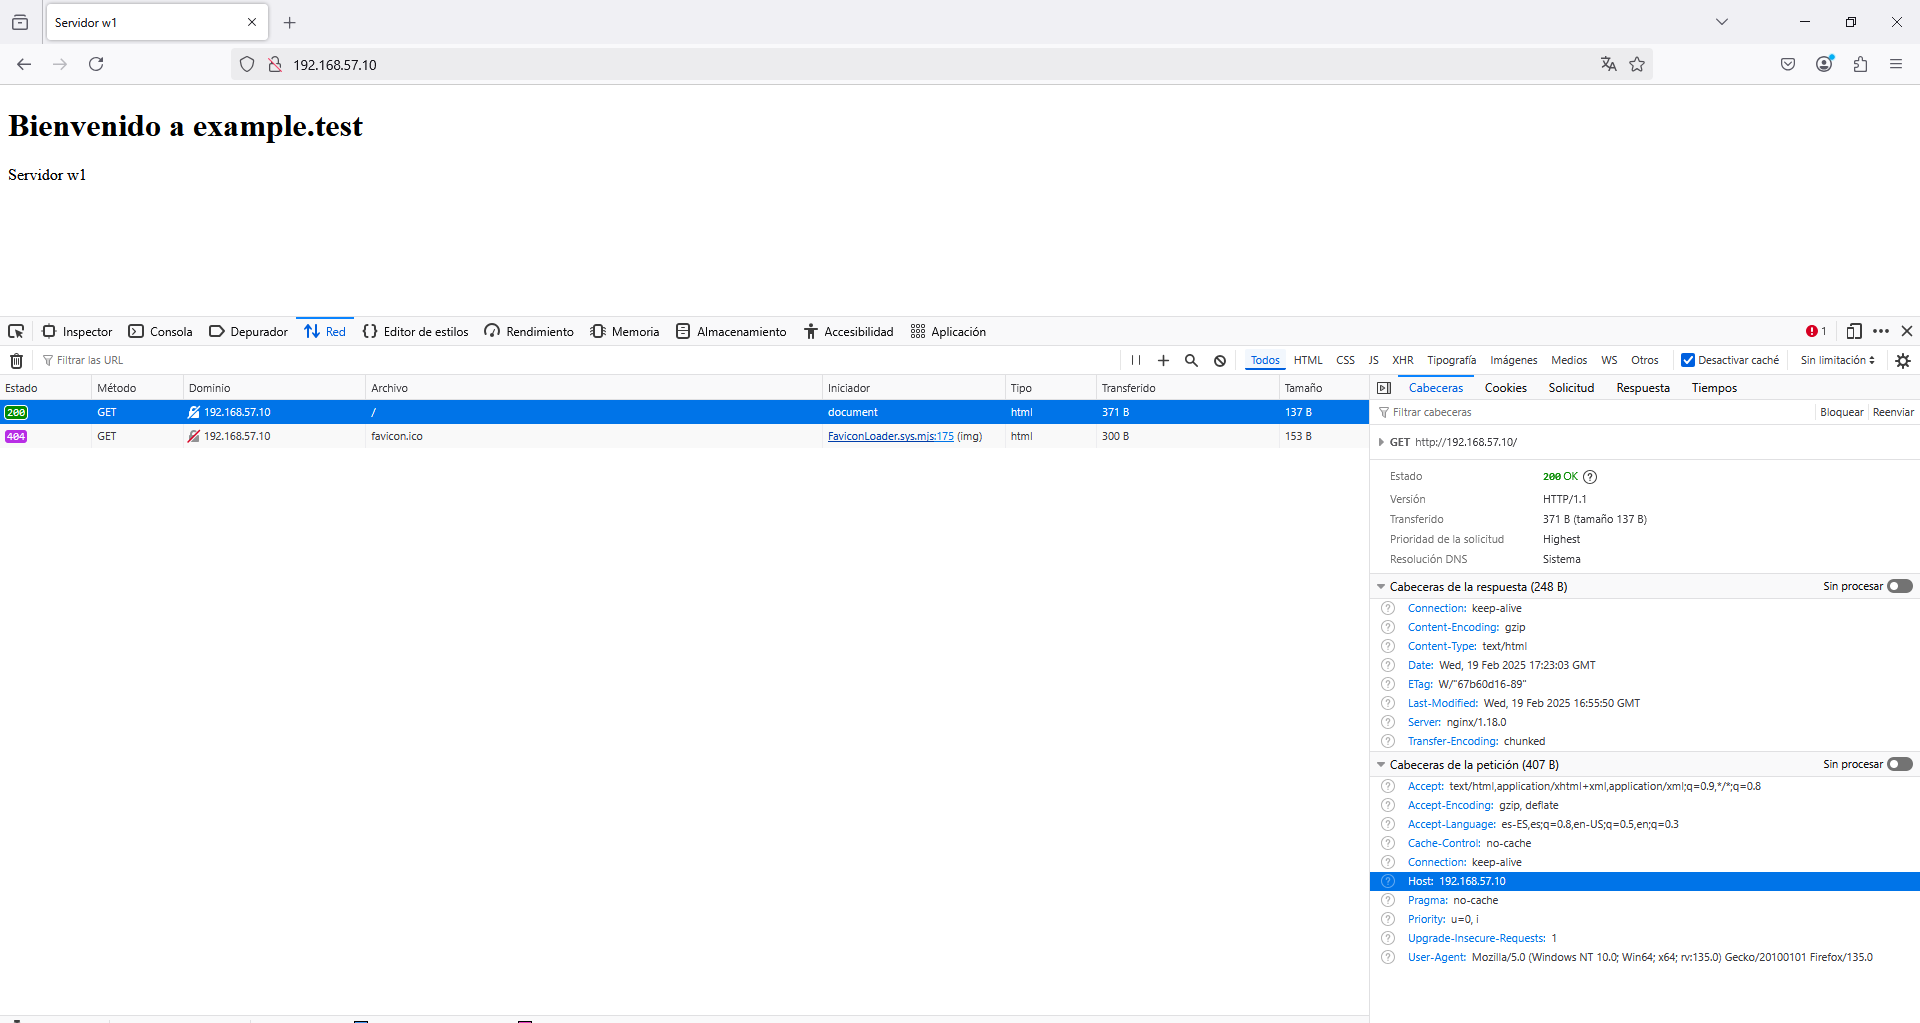 Servidor w1
192.168.57.10
Bienvenido a example.test
Servidor w1
Inspector Consola Depurador Red Editor de estilos Rendimiento Memoria Almacenamiento Accesibilidad Aplicación 1
Filtrar las URL Todos HTML CSS JS XHR Tipografía Imágenes Medios WS Otros Desactivar caché Sin limitación
Estado Método Dominio Archivo Iniciador Tipo Transferido Tamaño
200 GET 192.168.57.10 / document html 371 B 137 B
404 GET 192.168.57.10 favicon.ico FaviconLoader.sys.mjs:175 (img) html 300 B 153 B
Cabeceras Cookies Solicitud Respuesta Tiempos
Filtrar cabeceras Bloquear Reenviar
GET http://192.168.57.10/
Estado 200 OK
Versión HTTP/1.1
Transferido 371 B (tamaño 137 B)
Prioridad de la solicitud Highest
Resolución DNS Sistema
Cabeceras de la respuesta (248 B) Sin procesar
Connection: keep-alive
Content-Encoding: gzip
Content-Type: text/html
Date: Wed, 19 Feb 2025 17:23:03 GMT
ETag: W/"67b60d16-89"
Last-Modified: Wed, 19 Feb 2025 16:55:50 GMT
Server: nginx/1.18.0
Transfer-Encoding: chunked
Cabeceras de la petición (407 B) Sin procesar
Accept: text/html,application/xhtml+xml,application/xml;q=0.9,*/*;q=0.8
Accept-Encoding: gzip, deflate
Accept-Language: es-ES,es;q=0.8,en-US;q=0.5,en;q=0.3
Cache-Control: no-cache
Connection: keep-alive
Host: 192.168.57.10
Pragma: no-cache
Priority: u=0, i
Upgrade-Insecure-Requests: 1
User-Agent: Mozilla/5.0 (Windows NT 10.0; Win64; x64; rv:135.0) Gecko/20100101 Firefox/135.0